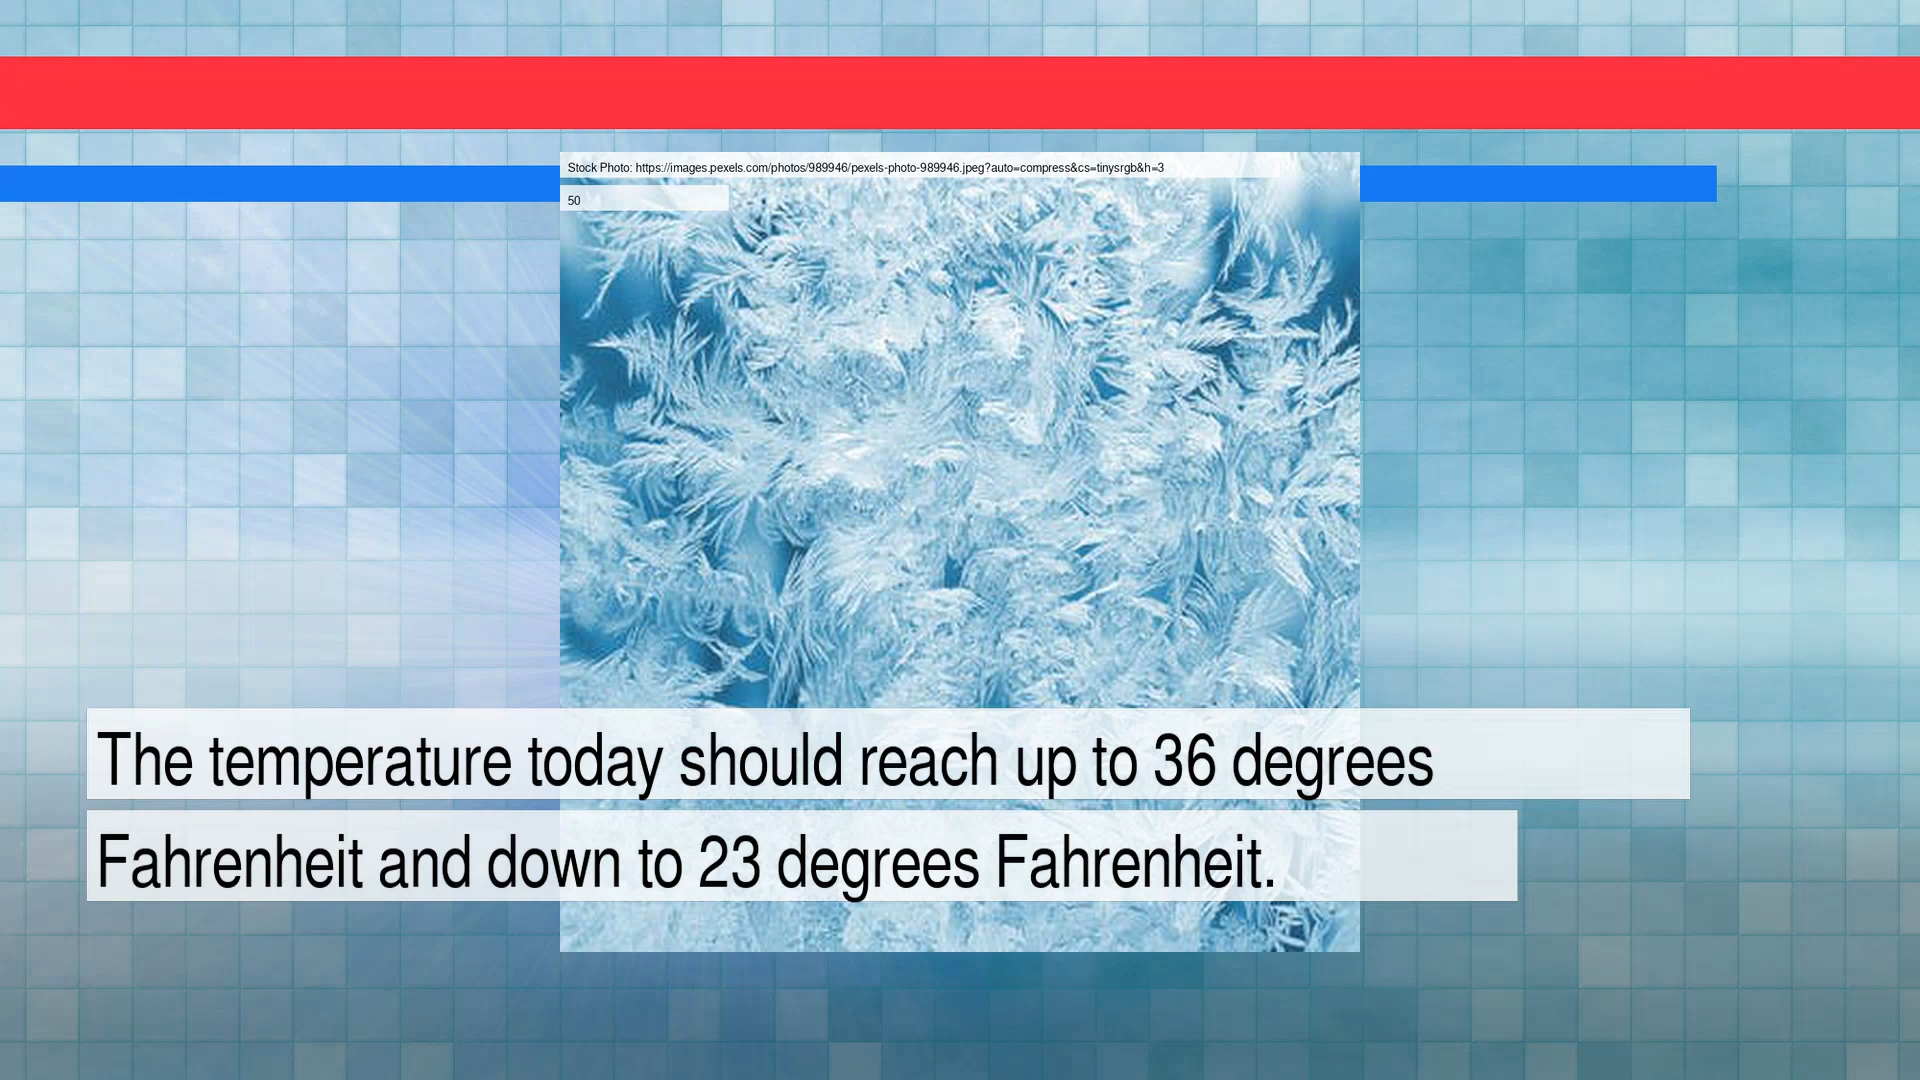 Stock Photo: https://images.pexels.com/photos/989946/pexels-photo-989946.jpeg?auto=compress&cs=tinysrgb&h=3
50
The temperature today should reach up to 36 degrees
Fahrenheit and down to 23 degrees Fahrenheit.